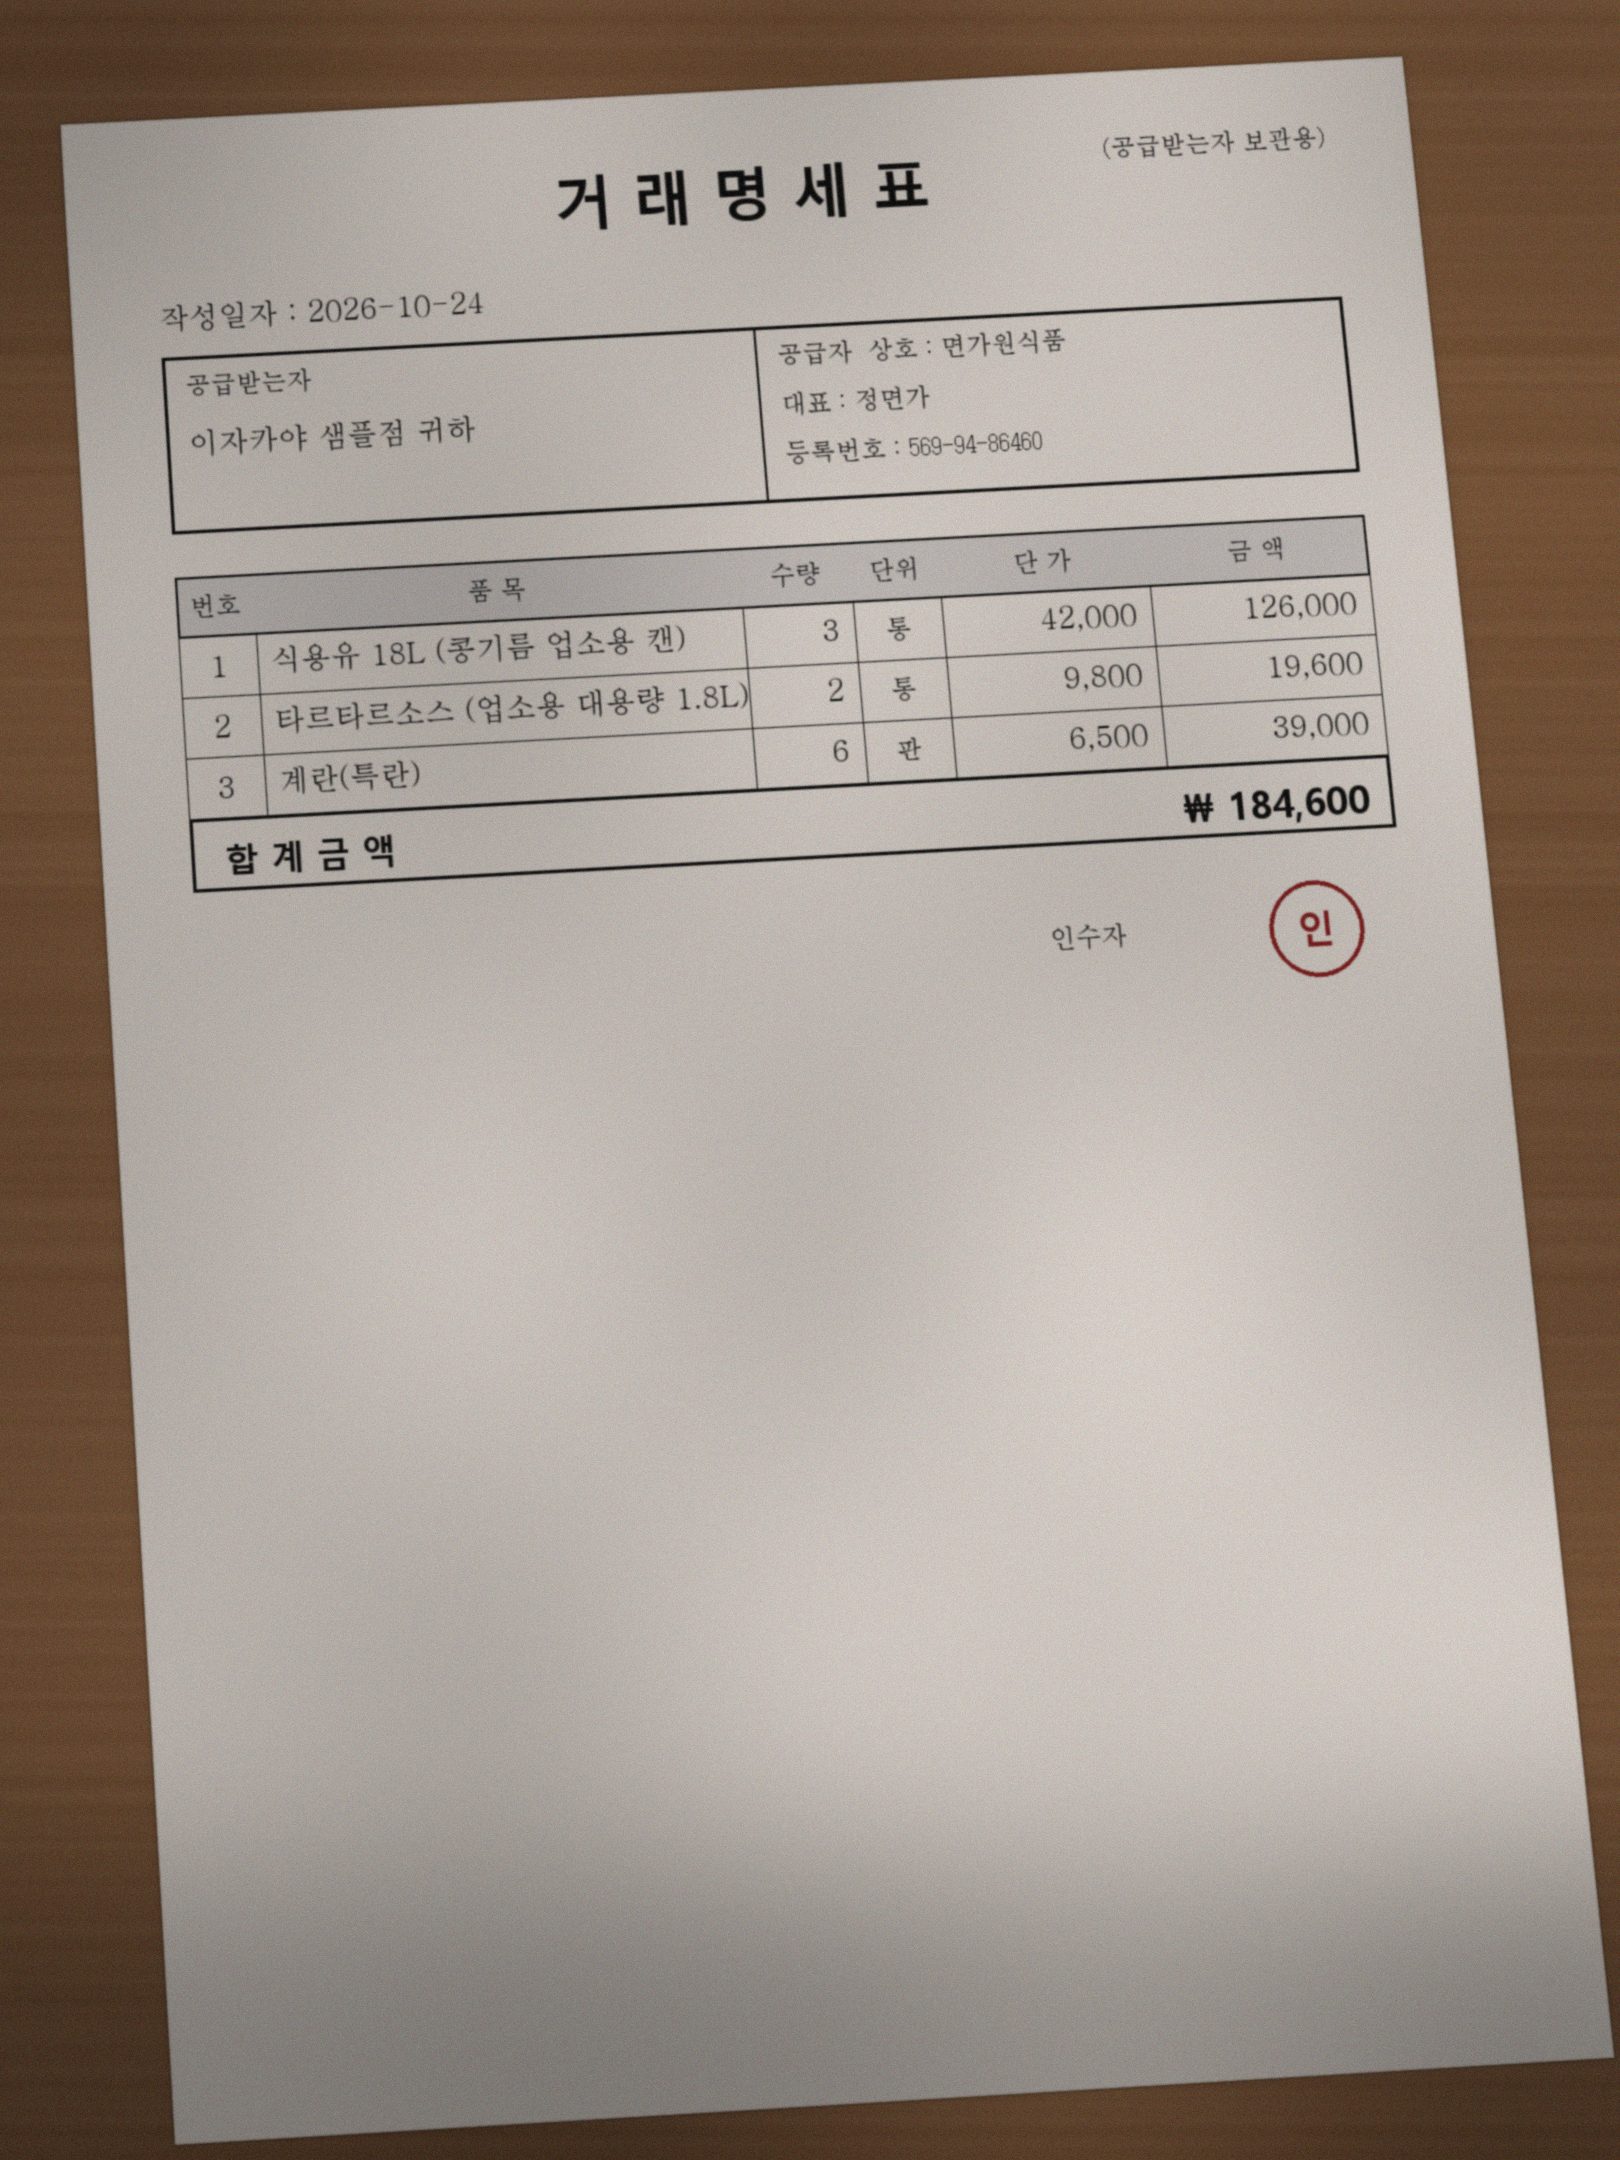 (공급받는자 보관용)
거 래 명 세 표
작성일자 : 2026-10-24
공급받는자
이자카야 샘플점 귀하
공급자 상호 : 면가원식품
대표 : 정면가
등록번호 : 569-94-86460
번호 품 목 수량 단위 단 가 금 액
1 식용유 18L (콩기름 업소용 캔) 3 통 42,000 126,000
2 타르타르소스 (업소용 대용량 1.8L) 2 통 9,800 19,600
3 계란(특란) 6 판 6,500 39,000
합 계 금 액 ₩ 184,600
인수자 인